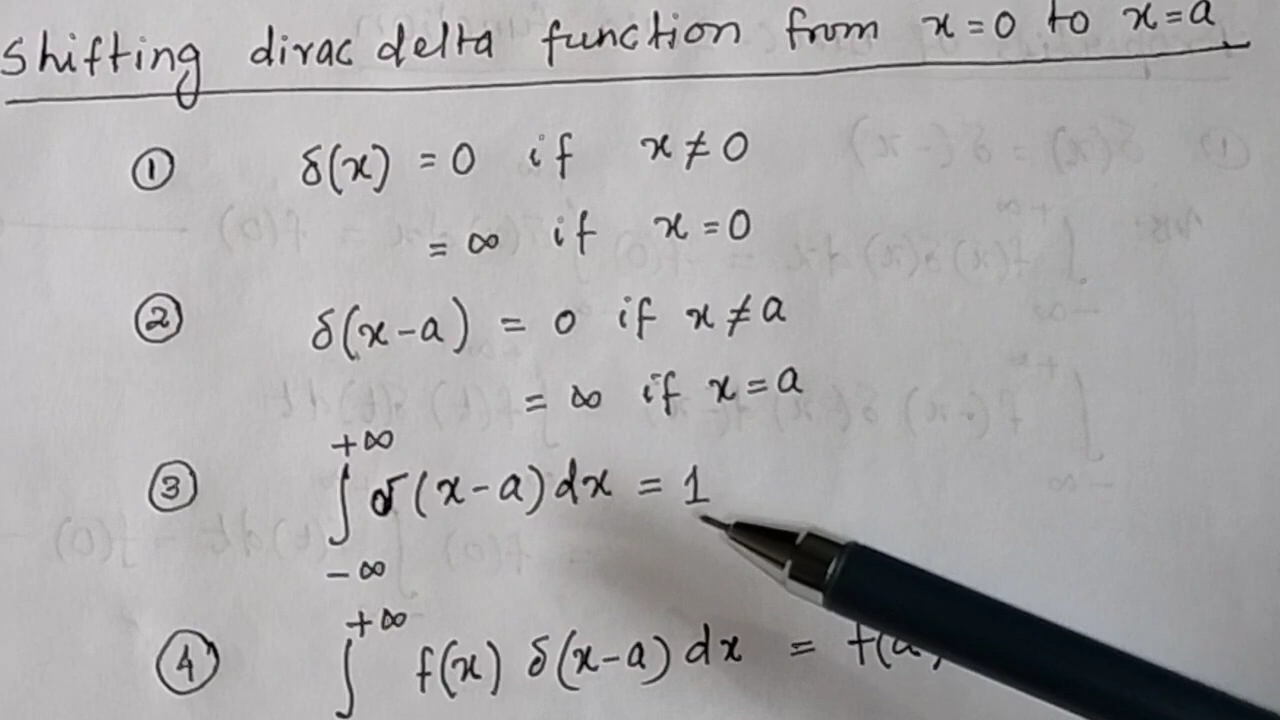 Shifting dirac delta function from x=0 to x=a
① δ(x) = 0 if x≠0
= ∞ if x=0
② δ(x-a) = 0 if x≠a
= ∞ if x=a
+∞
③ ∫ δ(x-a) dx = 1
-∞
+∞
④ ∫ f(x) δ(x-a) dx = f(a)